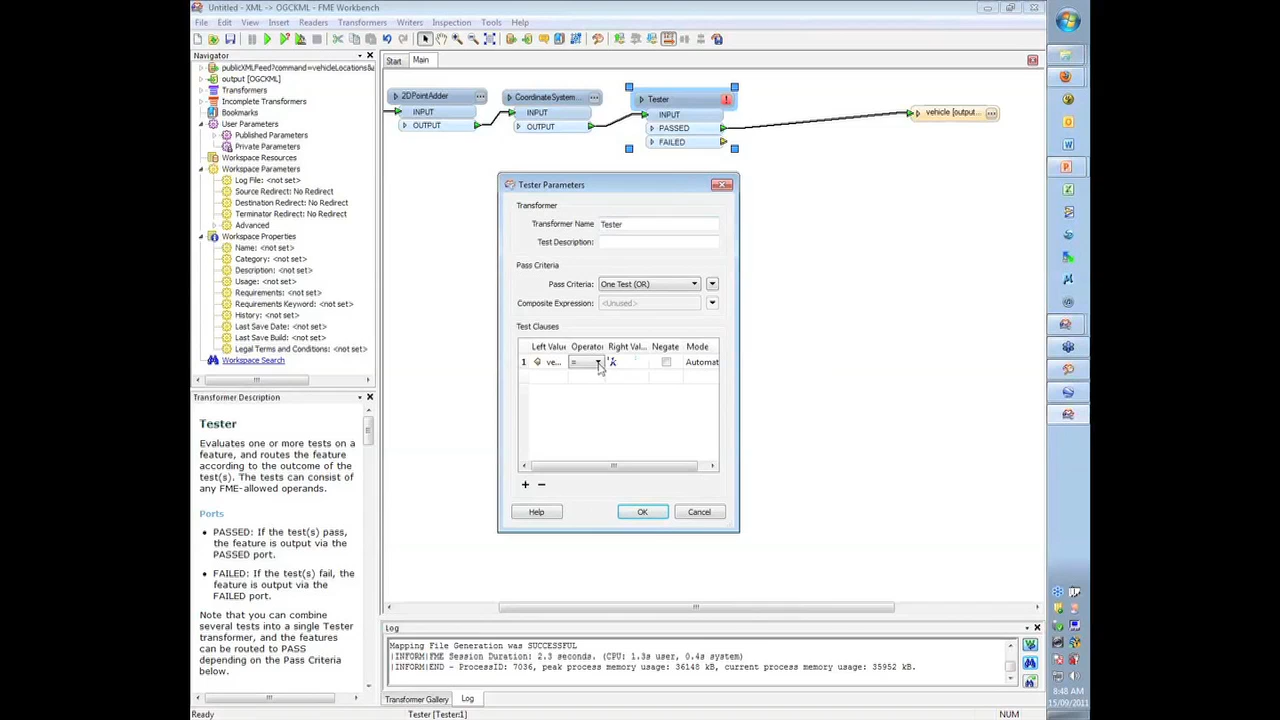 Untitled - XML -> OGCKML - FME Workbench
File Edit View Insert Readers Transformers Writers Inspection Tools Help
Navigator
publicXMLFeed?command=vehicleLocations&a
output [OGCKML]
Transformers
Incomplete Transformers
Bookmarks
User Parameters
Published Parameters
Private Parameters
Workspace Resources
Workspace Parameters
Log File: <not set>
Source Redirect: No Redirect
Destination Redirect: No Redirect
Terminator Redirect: No Redirect
Advanced
Workspace Properties
Name: <not set>
Category: <not set>
Description: <not set>
Usage: <not set>
Requirements: <not set>
Requirements Keyword: <not set>
History: <not set>
Last Save Date: <not set>
Last Save Build: <not set>
Legal Terms and Conditions: <not set>
Workspace Search
Transformer Description
Tester
Evaluates one or more tests on a
feature, and routes the feature
according to the outcome of the
test(s). The tests can consist of
any FME-allowed operands.
Ports
• PASSED: If the test(s) pass,
the feature is output via the
PASSED port.
• FAILED: If the test(s) fail, the
feature is output via the
FAILED port.
Note that you can combine
several tests into a single Tester
transformer, and the features
can be routed to PASS
depending on the Pass Criteria
below.
Start Main
2DPointAdder
INPUT
OUTPUT
CoordinateSystem...
INPUT
OUTPUT
Tester
INPUT
PASSED
FAILED
vehicle [output...
Tester Parameters
Transformer
Transformer Name Tester
Test Description:
Pass Criteria
Pass Criteria: One Test (OR)
Composite Expression: <Unused>
Test Clauses
Left Value Operator Right Val... Negate Mode
1 ve... = Automat
+ -
Help OK Cancel
Log
Mapping File Generation was SUCCESSFUL
|INFORM|FME Session Duration: 2.3 seconds. (CPU: 1.3s user, 0.4s system)
|INFORM|END - ProcessID: 7036, peak process memory usage: 36148 kB, current process memory usage: 35952 kB.
Transformer Gallery Log
Ready Tester [Tester:1] NUM
8:48 AM
15/09/2011